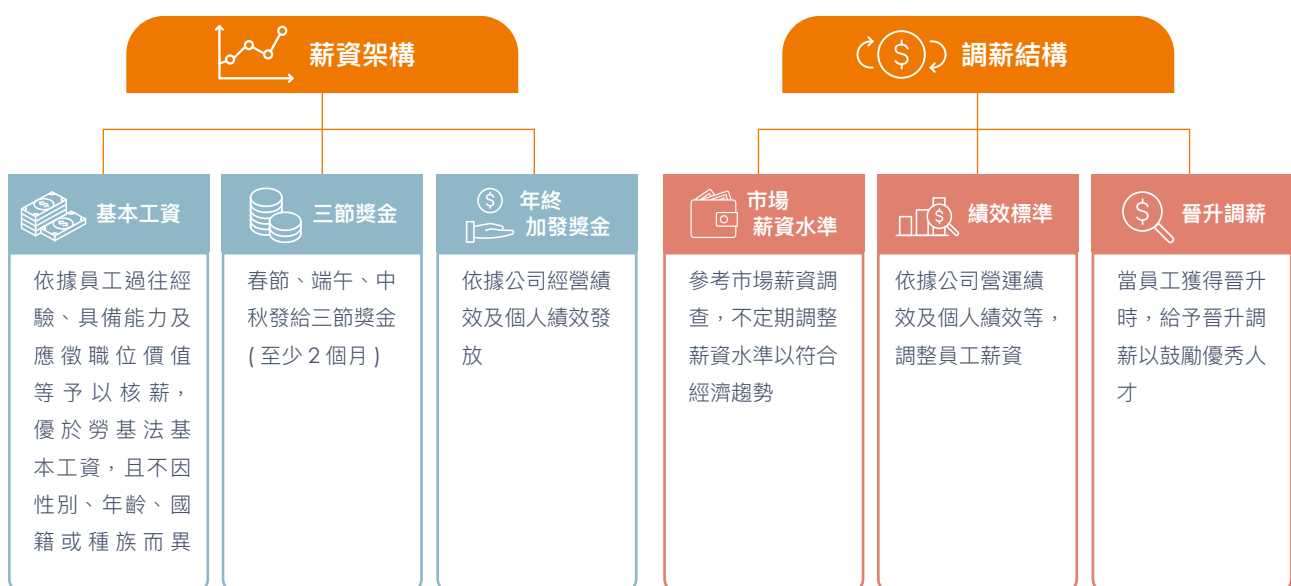 薪資架構
基本工資
依據員工過往經
驗、具備能力及
應徵職位價值
等予以核薪，
優於勞基法基
本工資，且不因
性別、年齡、國
籍或種族而異
三節獎金
春節、端午、中
秋發給三節獎金
( 至少 2 個月 )
年終
加發獎金
依據公司經營績
效及個人績效發
放
調薪結構
市場
薪資水準
參考市場薪資調
查，不定期調整
薪資水準以符合
經濟趨勢
績效標準
依據公司營運績
效及個人績效等，
調整員工薪資
晉升調薪
當員工獲得晉升
時，給予晉升調
薪以鼓勵優秀人
才